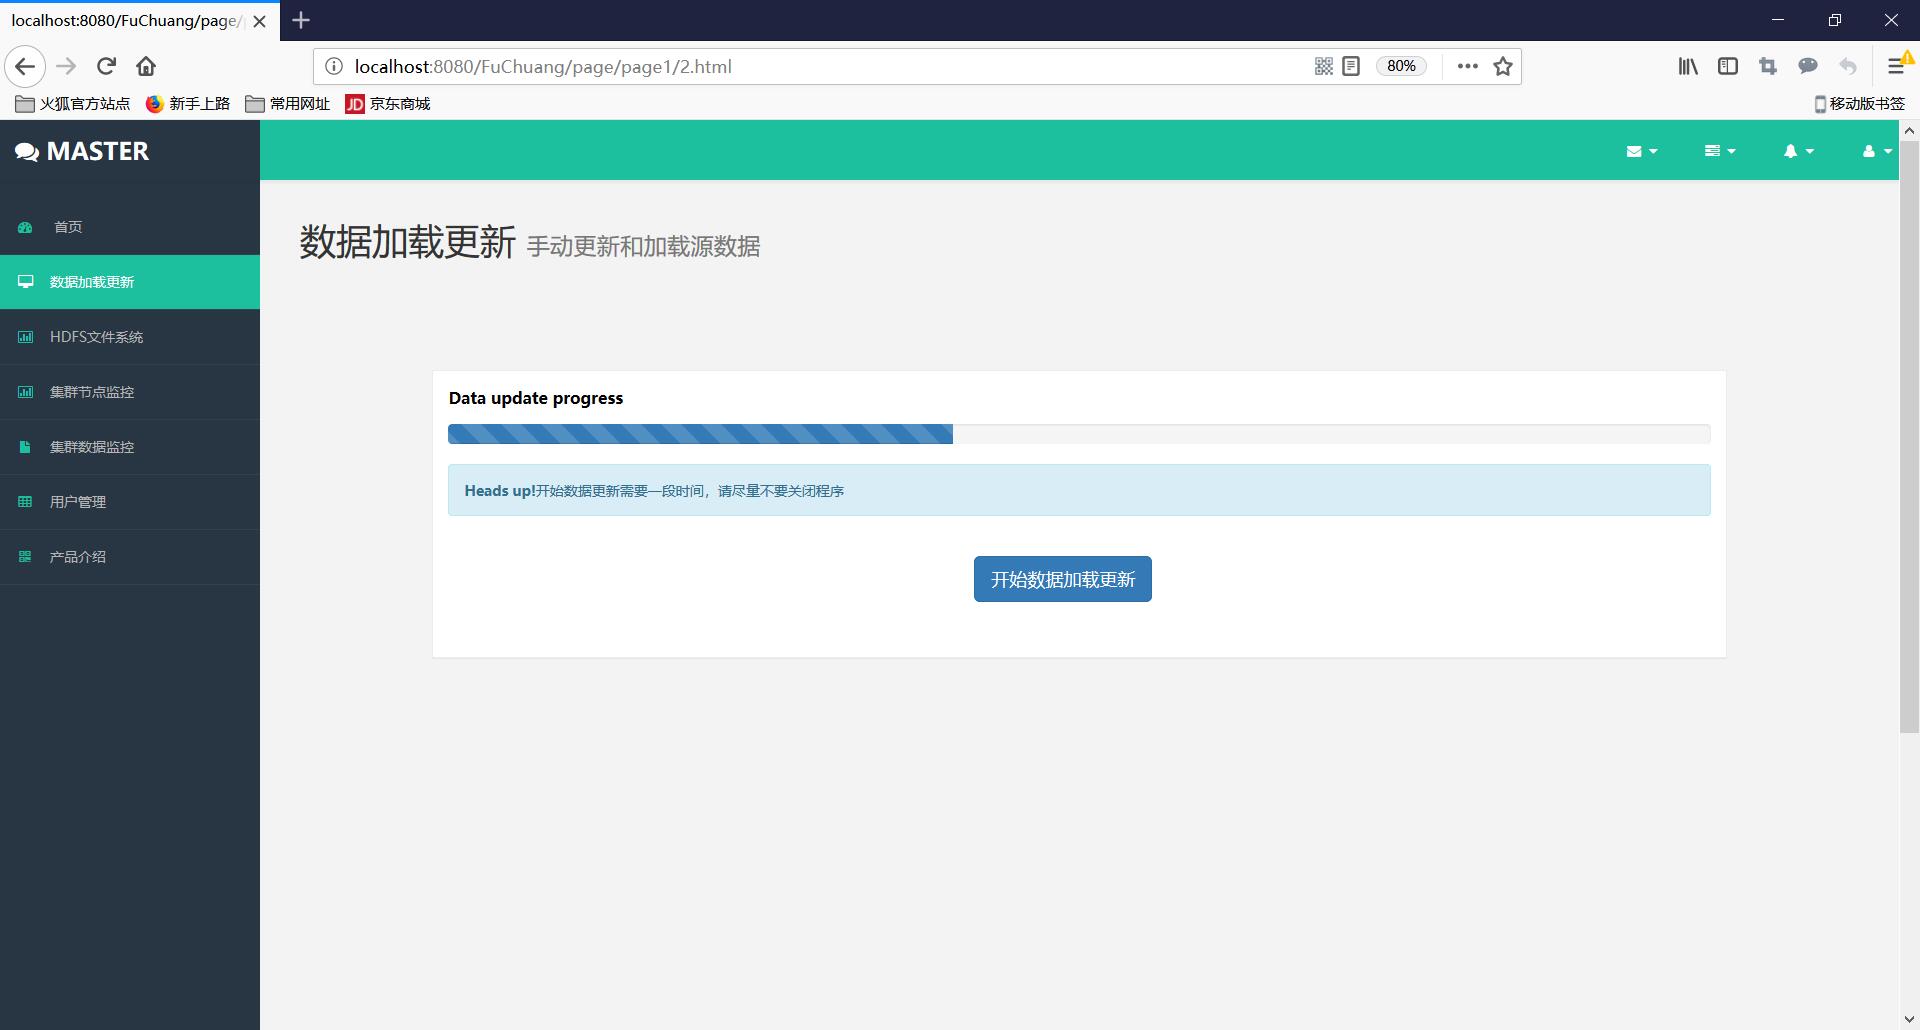 localhost:8080/FuChuang/page/
localhost:8080/FuChuang/page/page1/2.html
80%
火狐官方站点
新手上路
常用网址
JD 京东商城
移动版书签
MASTER
首页
数据加载更新
HDFS文件系统
集群节点监控
集群数据监控
用户管理
产品介绍
数据加载更新 手动更新和加载源数据
Data update progress
Heads up!开始数据更新需要一段时间，请尽量不要关闭程序
开始数据加载更新